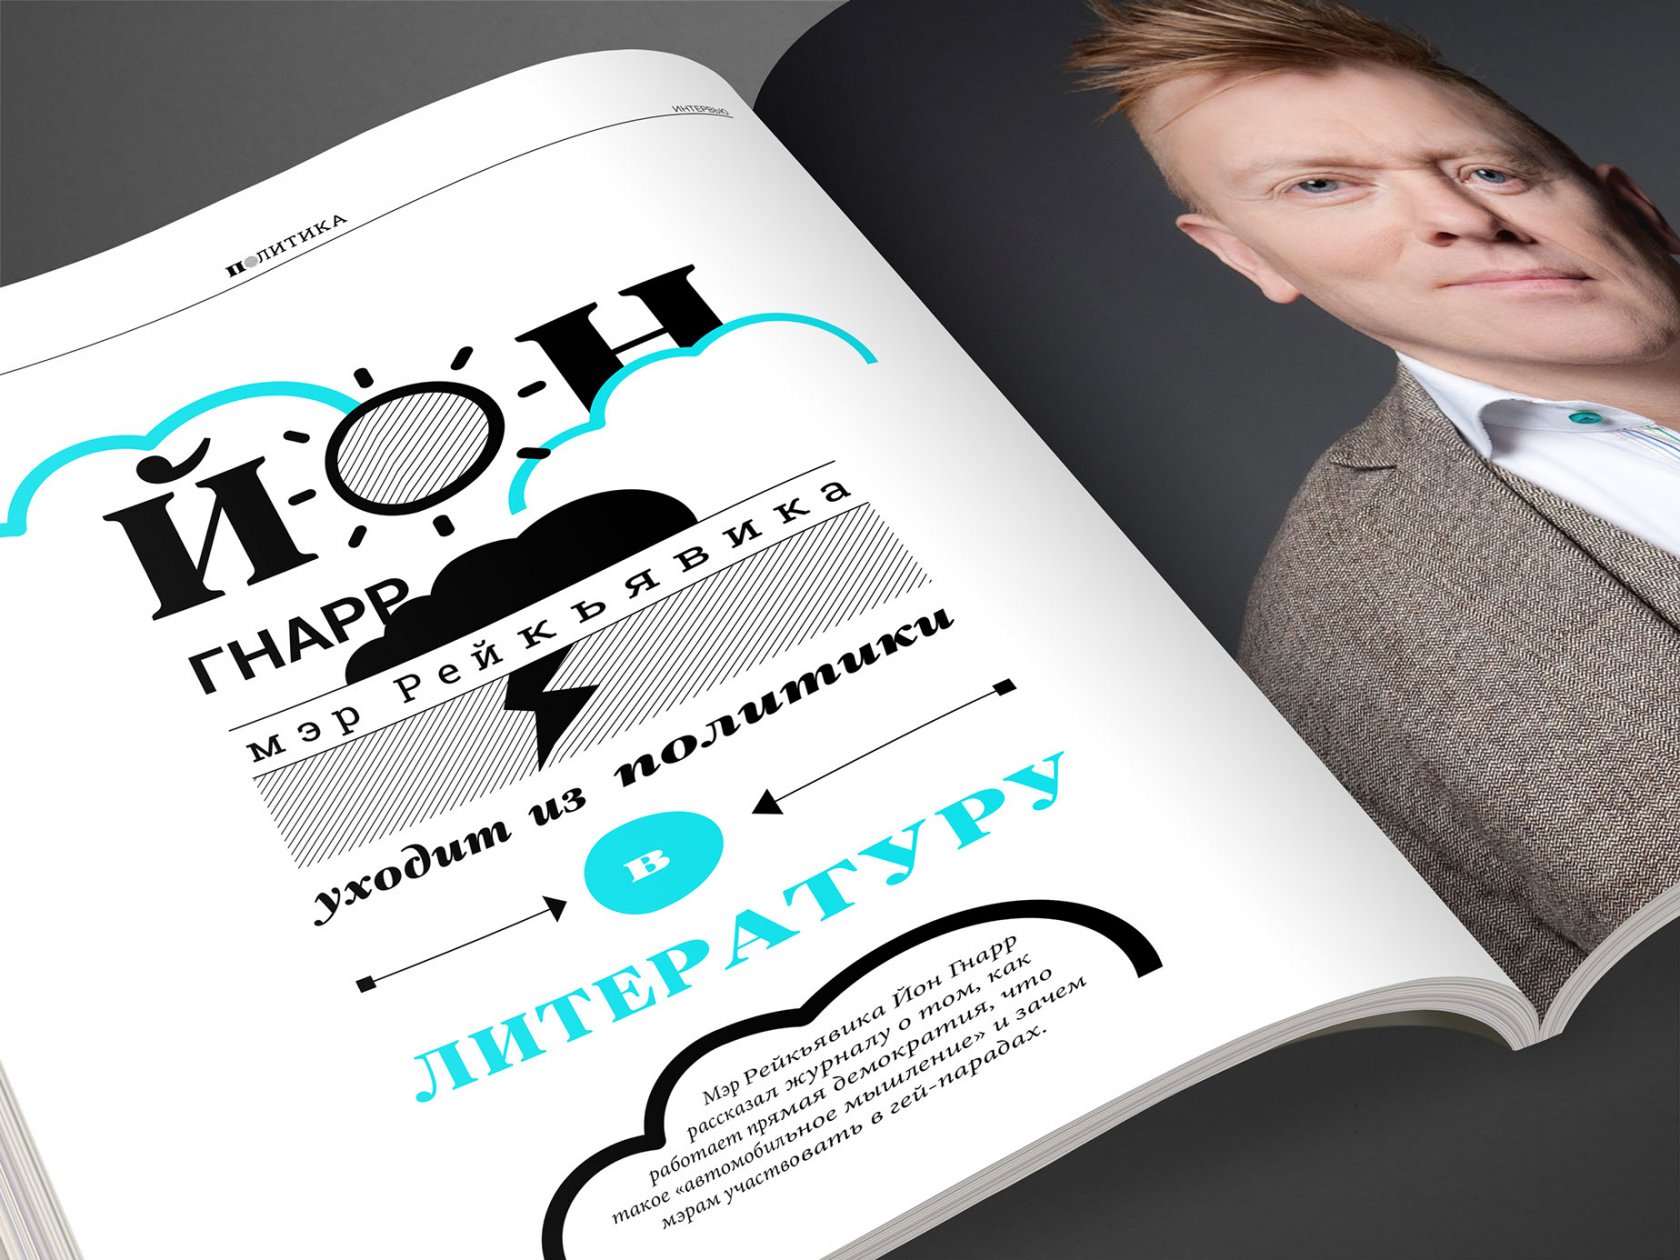 ИНТЕРВЬЮ
ПОЛИТИКА
ЙОН
ГНАРР
мэр Рейкьявика
уходит из политики
в
ЛИТЕРАТУРУ
Мэр Рейкьявика Йон Гнарр
рассказал журналу о том, как
работает прямая демократия, что
такое «автомобильное мышление» и зачем
мэрам участвовать в гей-парадах.